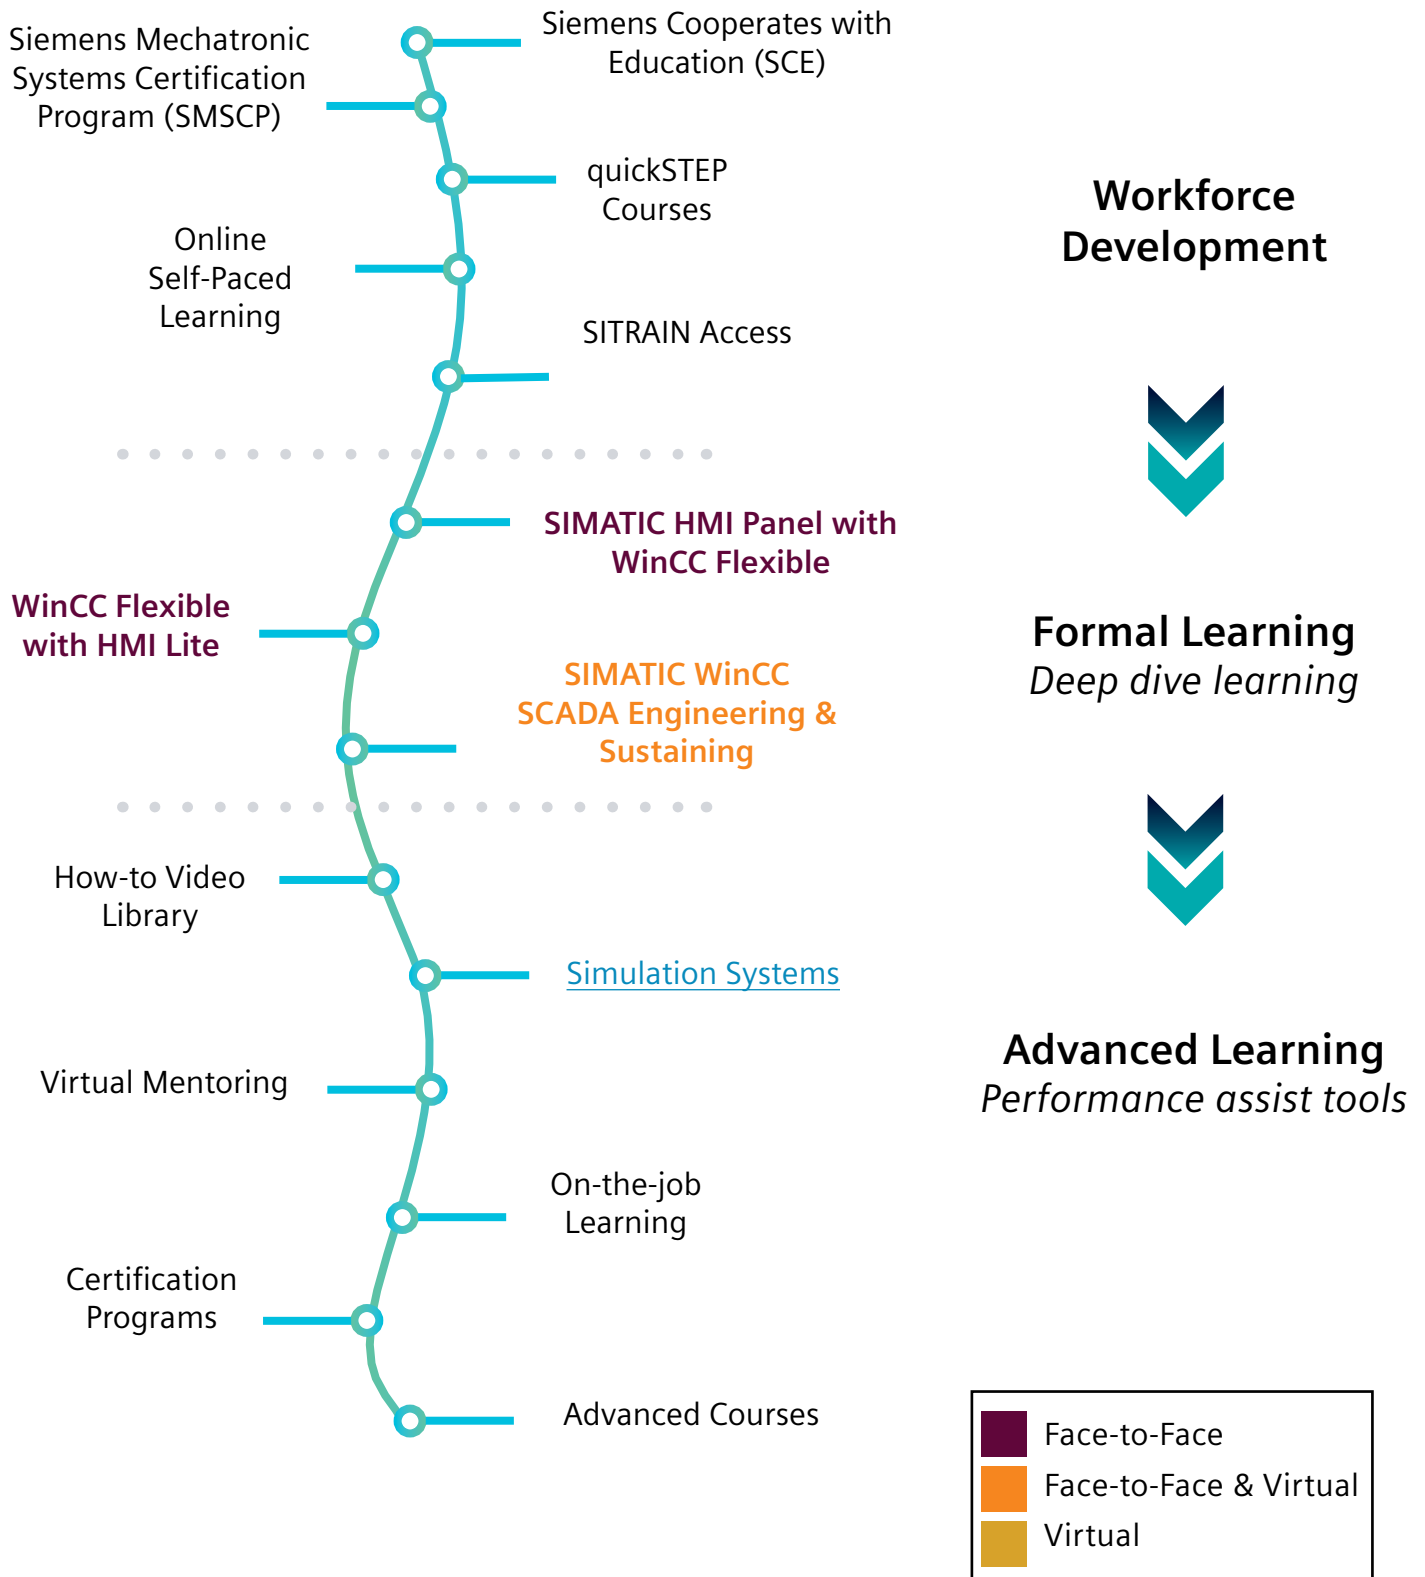 Siemens Cooperates with
Education (SCE)
Siemens Mechatronic
Systems Certification
Program (SMSCP)
quickSTEP
Courses
Online
Self-Paced
Learning
SITRAIN Access
Workforce
Development
SIMATIC HMI Panel with
WinCC Flexible
WinCC Flexible
with HMI Lite
SIMATIC WinCC
SCADA Engineering &
Sustaining
Formal Learning
Deep dive learning
How-to Video
Library
Simulation Systems
Virtual Mentoring
On-the-job
Learning
Certification
Programs
Advanced Courses
Advanced Learning
Performance assist tools
Face-to-Face
Face-to-Face & Virtual
Virtual